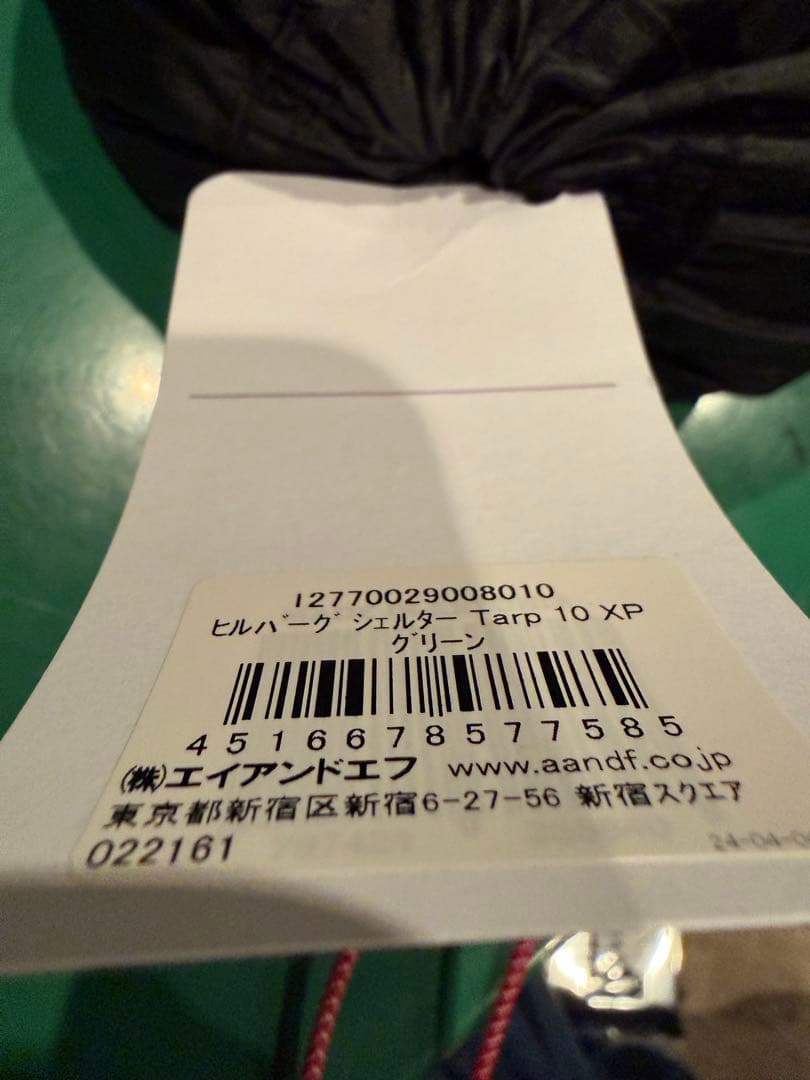 12770029008010
ヒルバーグ シェルター Tarp 10 XP
グリーン
4516678577585
(株)エイアンドエフ www.aandf.co.jp
東京都新宿区新宿6-27-56 新宿スクエア
022161